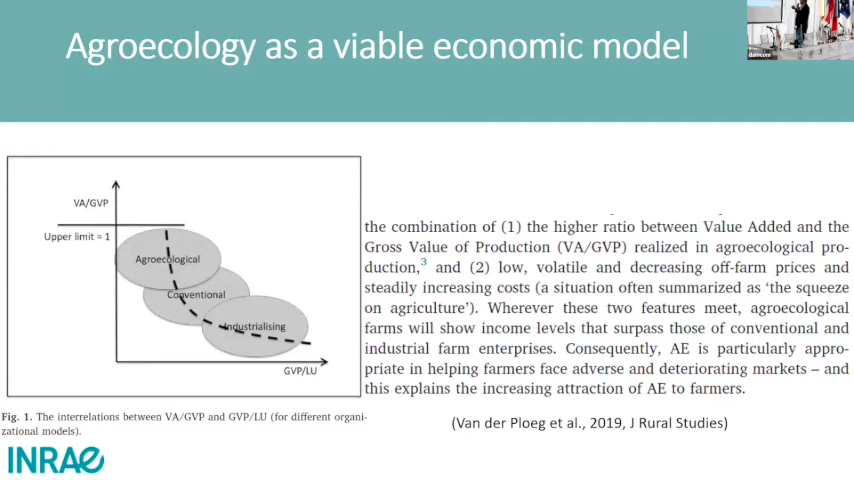 Agroecology as a viable economic model
damcom
VA/GVP
Upper limit = 1
Agroecological
Conventional
Industrialising
GVP/LU
Fig. 1. The interrelations between VA/GVP and GVP/LU (for different organi-
zational models).
the combination of (1) the higher ratio between Value Added and the
Gross Value of Production (VA/GVP) realized in agroecological pro-
duction,³ and (2) low, volatile and decreasing off-farm prices and
steadily increasing costs (a situation often summarized as ‘the squeeze
on agriculture’). Wherever these two features meet, agroecological
farms will show income levels that surpass those of conventional and
industrial farm enterprises. Consequently, AE is particularly appro-
priate in helping farmers face adverse and deteriorating markets – and
this explains the increasing attraction of AE to farmers.
(Van der Ploeg et al., 2019, J Rural Studies)
INRAE